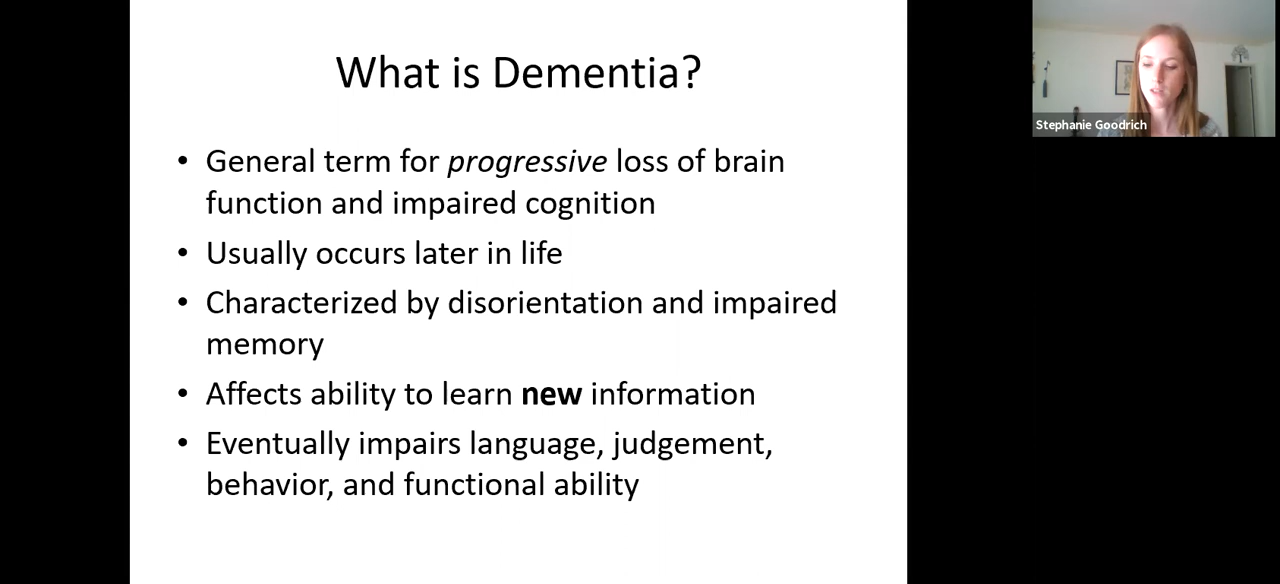 What is Dementia?
• General term for progressive loss of brain
function and impaired cognition
• Usually occurs later in life
• Characterized by disorientation and impaired
memory
• Affects ability to learn new information
• Eventually impairs language, judgement,
behavior, and functional ability
Stephanie Goodrich